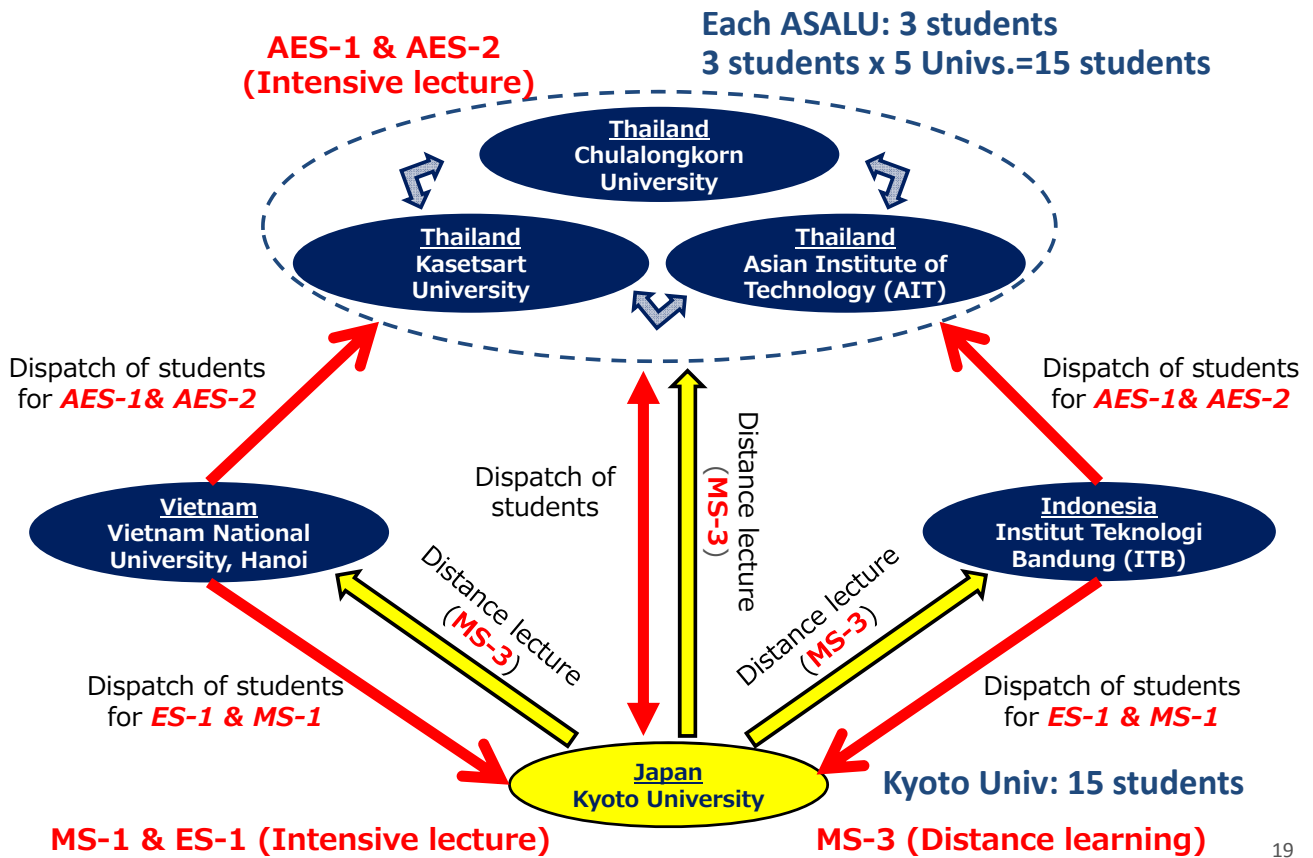 Each ASALU: 3 students
3 students x 5 Univs.=15 students
AES-1 & AES-2
(Intensive lecture)
Thailand
Chulalongkorn
University
Thailand
Kasetsart
University
Thailand
Asian Institute of
Technology (AIT)
Dispatch of students
for AES-1& AES-2
Dispatch of students
for AES-1& AES-2
Dispatch of
students
Distance lecture
(MS-3)
Vietnam
Vietnam National
University, Hanoi
Indonesia
Institut Teknologi
Bandung (ITB)
Distance lecture
(MS-3)
Distance lecture
(MS-3)
Dispatch of students
for ES-1 & MS-1
Dispatch of students
for ES-1 & MS-1
Japan
Kyoto University
Kyoto Univ: 15 students
MS-1 & ES-1 (Intensive lecture)
MS-3 (Distance learning)
19